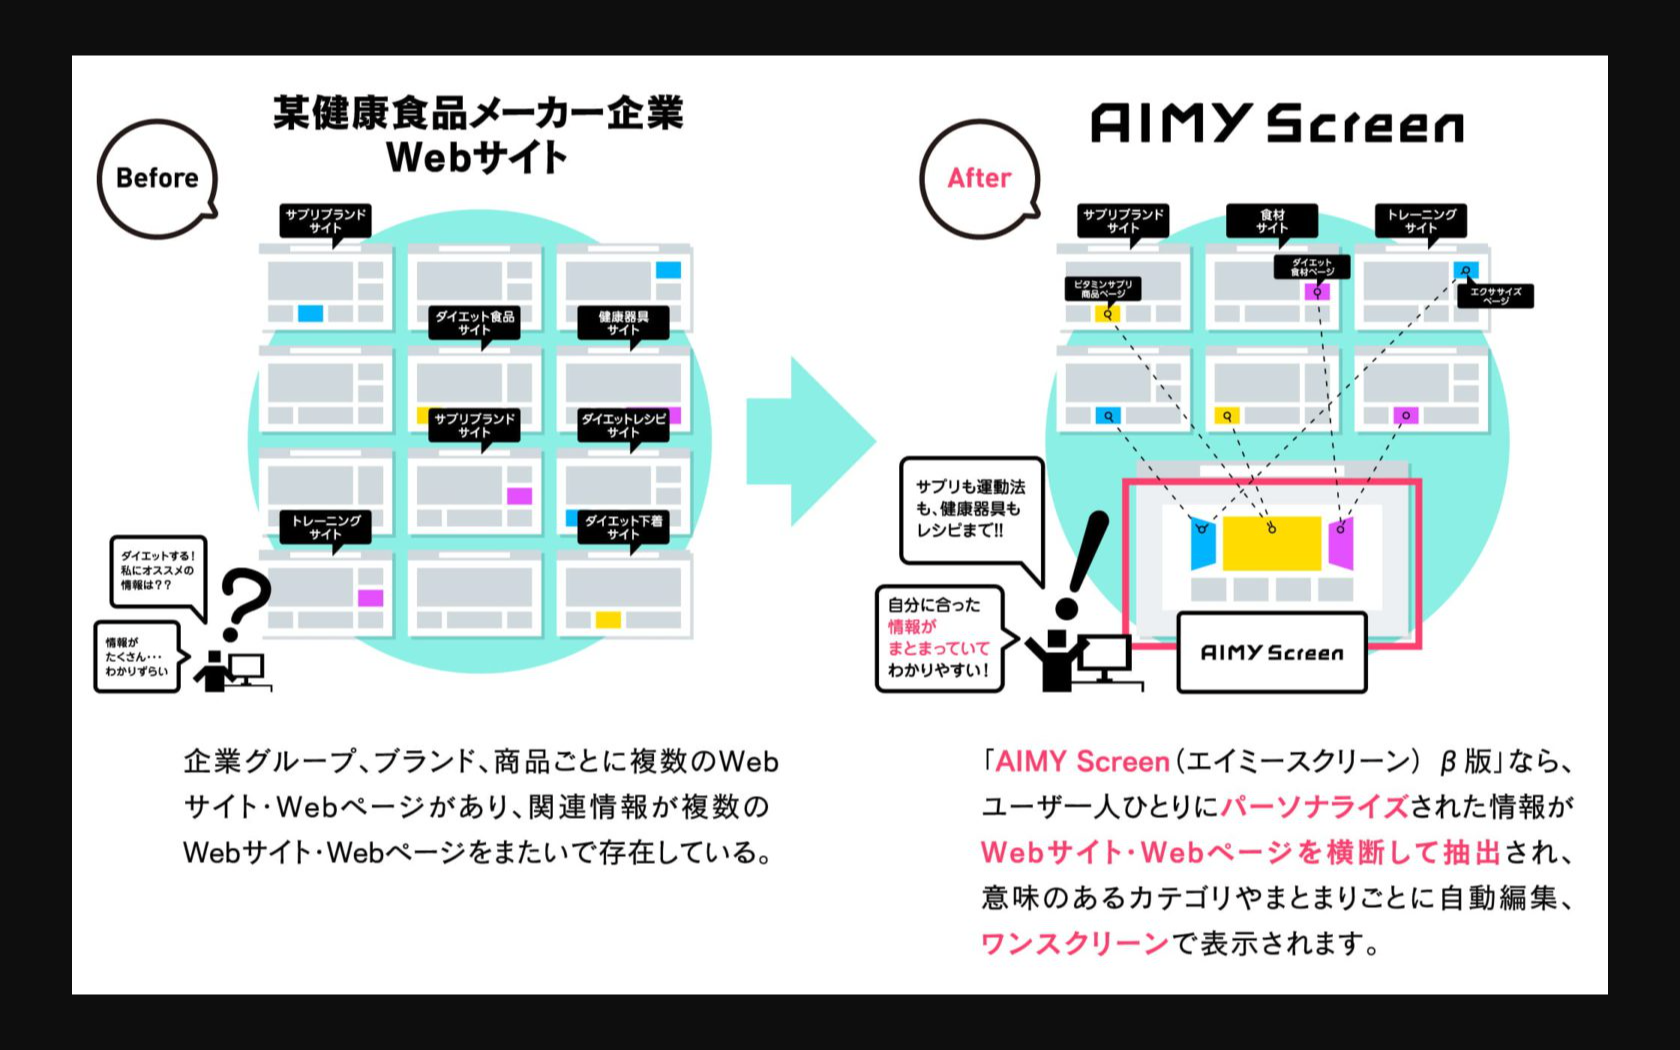 Before
某健康食品メーカー企業
Webサイト
サプリブランド
サイト
ダイエット食品
サイト
健康器具
サイト
サプリブランド
サイト
ダイエットレシピ
サイト
トレーニング
サイト
ダイエット下着
サイト
ダイエットする！
私にオススメの
情報は？？
情報が
たくさん・・・
わかりずらい
企業グループ、ブランド、商品ごとに複数のWeb
サイト・Webページがあり、関連情報が複数の
Webサイト・Webページをまたいで存在している。
After
AIMY Screen
サプリブランド
サイト
食材
サイト
トレーニング
サイト
ビタミンサプリ
商品ページ
ダイエット
食材ページ
エクササイズ
ページ
サプリも運動法
も、健康器具も
レシピまで!!
自分に合った
情報が
まとまっていて
わかりやすい！
AIMY Screen
「AIMY Screen（エイミースクリーン） β版」なら、
ユーザー人ひとりにパーソナライズされた情報が
Webサイト・Webページを横断して抽出され、
意味のあるカテゴリやまとまりごとに自動編集、
ワンスクリーンで表示されます。